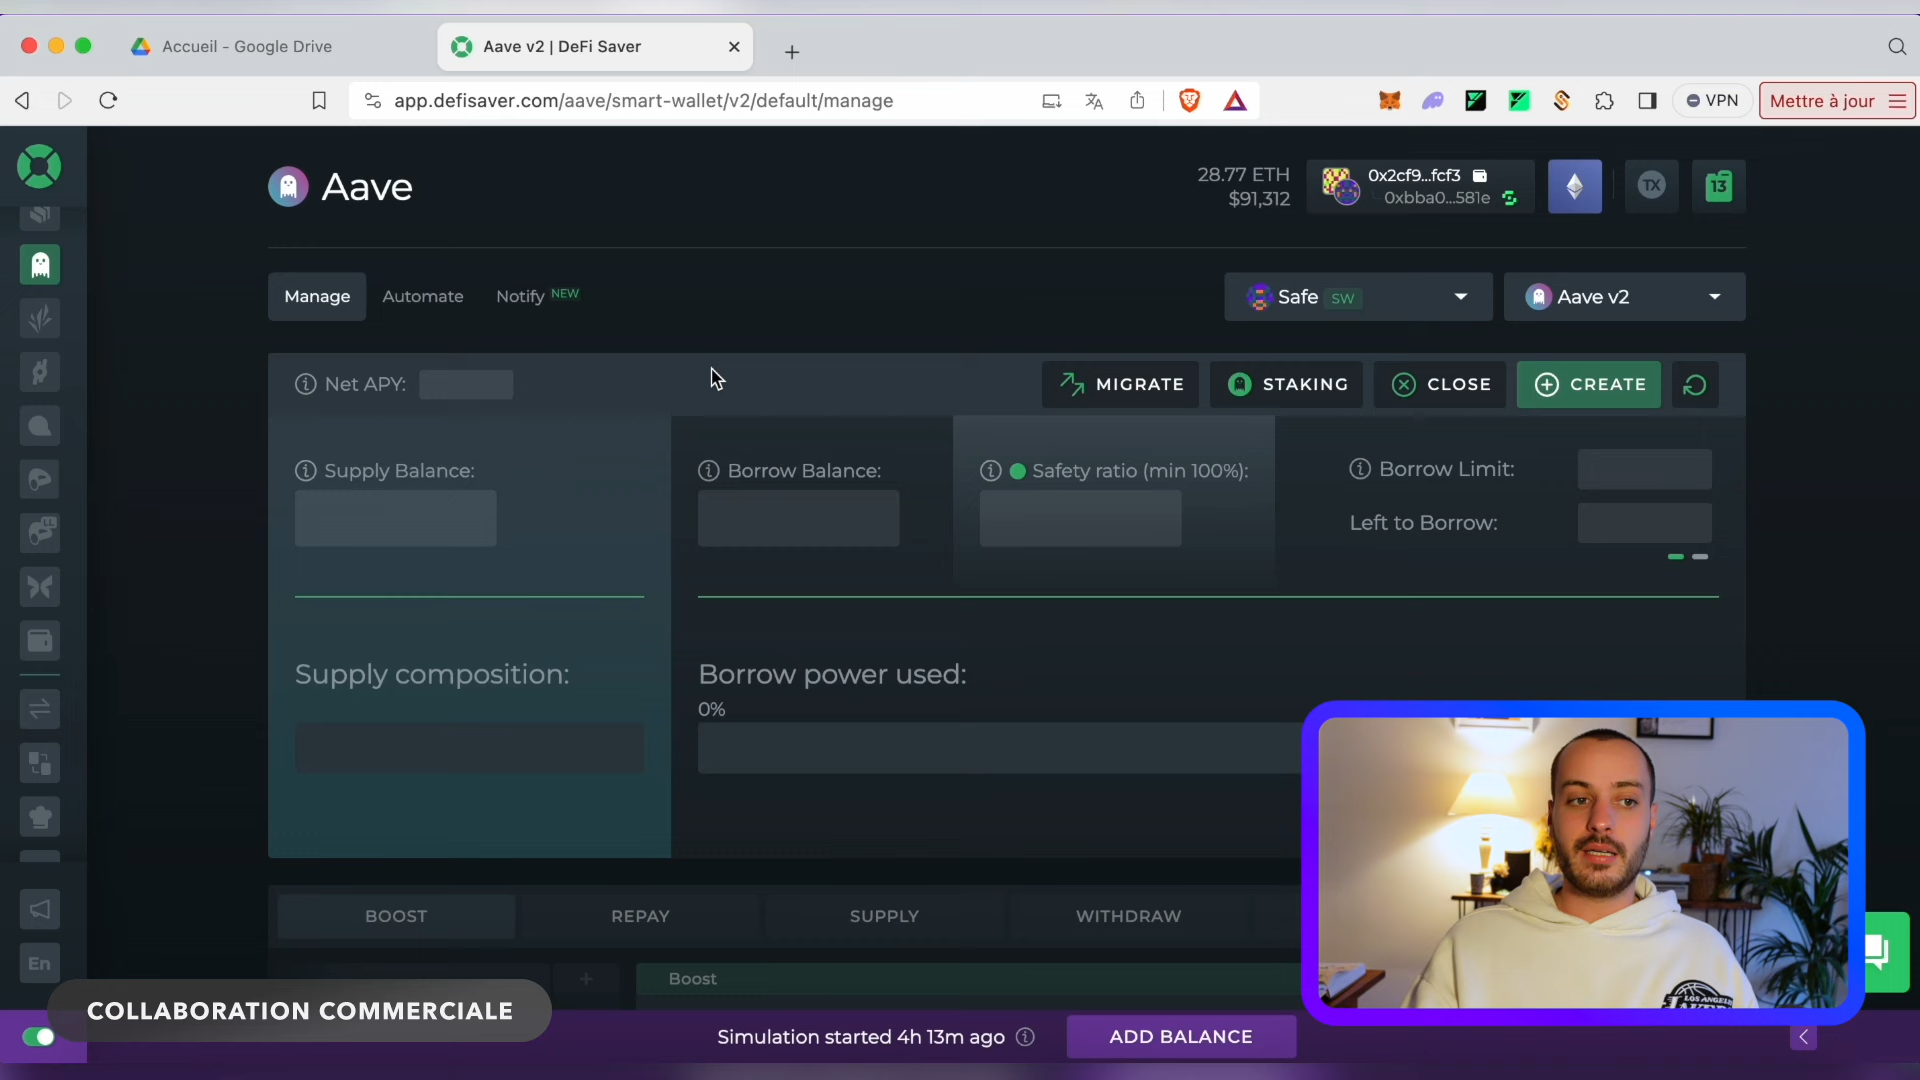 Accueil - Google Drive
Aave v2 | DeFi Saver
app.defisaver.com/aave/smart-wallet/v2/default/manage
VPN
Mettre à jour
Aave
28.77 ETH
$91,312
0x2cf9...fcf3
0xbba0...581e
TX
13
Manage
Automate
Notify NEW
Safe SW
Aave v2
Net APY:
MIGRATE
STAKING
CLOSE
CREATE
Supply Balance:
Borrow Balance:
Safety ratio (min 100%):
Borrow Limit:
Left to Borrow:
Supply composition:
Borrow power used:
0%
BOOST
REPAY
SUPPLY
WITHDRAW
Boost
En
COLLABORATION COMMERCIALE
Simulation started 4h 13m ago
ADD BALANCE
LOS ANGELES
LAKERS